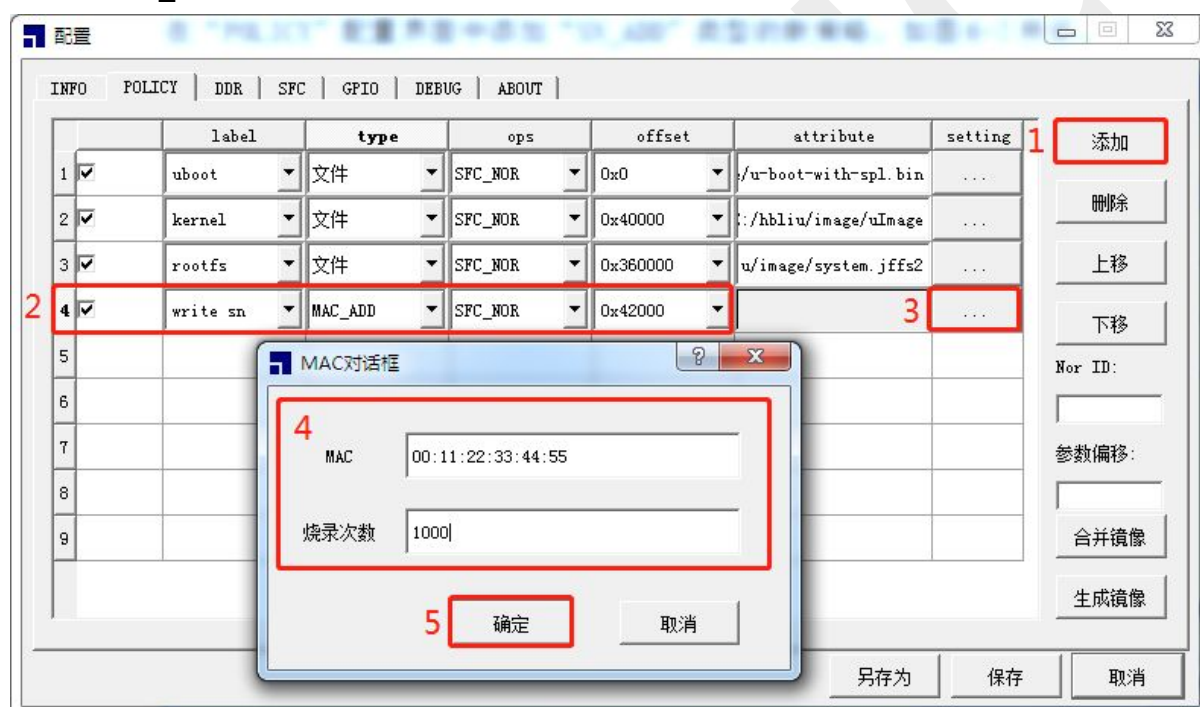 配置
INFO POLICY DDR SFC GPIO DEBUG ABOUT
label type ops offset attribute setting
1 添加
1 uboot 文件 SFC_NOR 0x0 /u-boot-with-spl.bin ...
删除
2 kernel 文件 SFC_NOR 0x40000 :/hbliu/image/uImage ...
3 rootfs 文件 SFC_NOR 0x360000 u/image/system.jffs2 ...
上移
2 4 write sn MAC_ADD SFC_NOR 0x42000 3 ...
下移
5 MAC对话框
Nor ID:
6
4
7 MAC 00:11:22:33:44:55
参数偏移:
8
9 烧录次数 1000
合并镜像
生成镜像
5 确定 取消
另存为 保存 取消